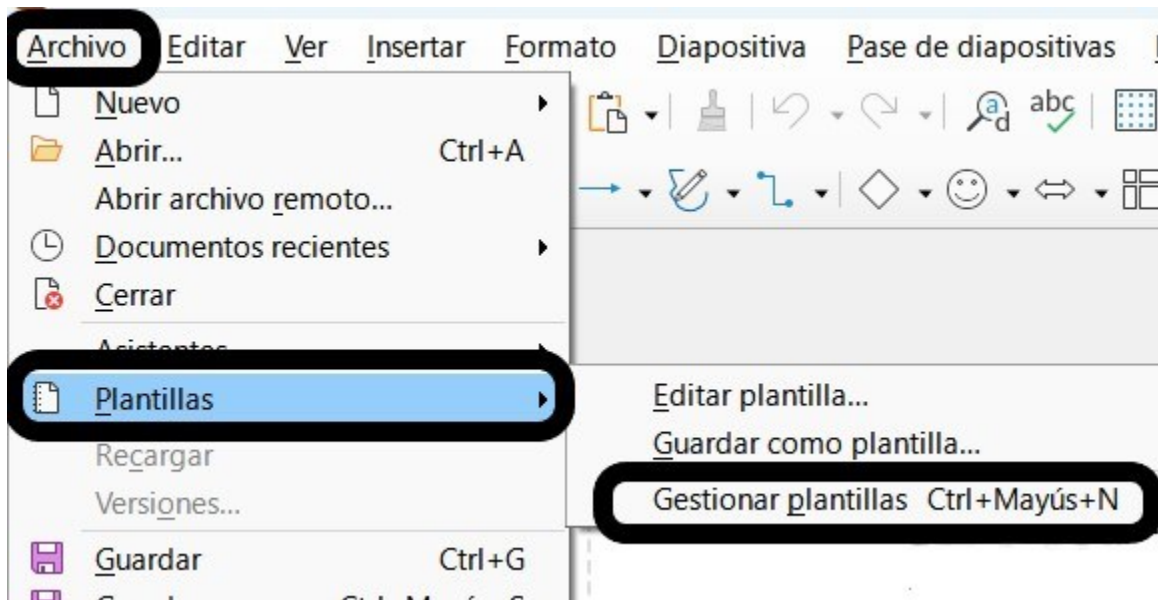 Archivo Editar Ver Insertar Formato Diapositiva Pase de diapositivas
Nuevo
Abrir... Ctrl+A
Abrir archivo remoto...
Documentos recientes
Cerrar
Asistentes
Plantillas
Editar plantilla...
Recargar
Guardar como plantilla...
Versiones...
Gestionar plantillas Ctrl+Mayús+N
Guardar Ctrl+G